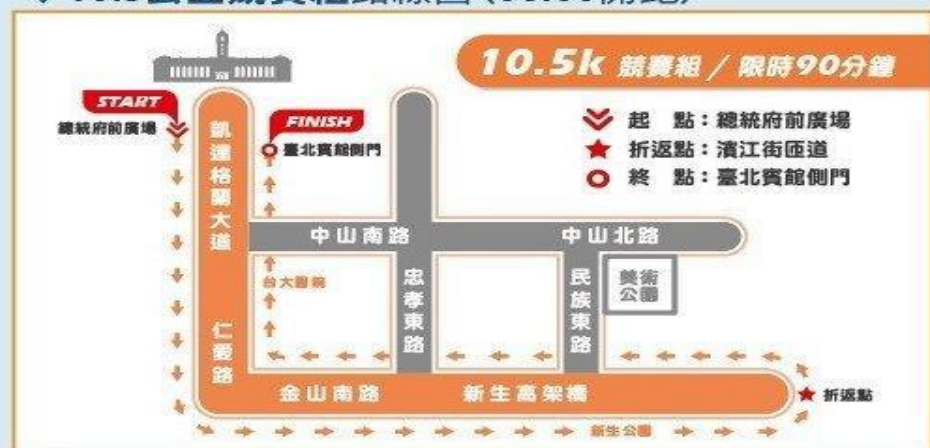 10.5k 競賽組 / 限時90分鐘
START
總統府前廣場
FINISH
臺北賓館側門
起 點：總統府前廣場
折返點：濱江街匝道
終 點：臺北賓館側門
凱達格蘭大道
中山南路
中山北路
台大醫院
忠孝東路
民族東路
美術
公園
仁愛路
金山南路
新生高架橋
折返點
新生公園